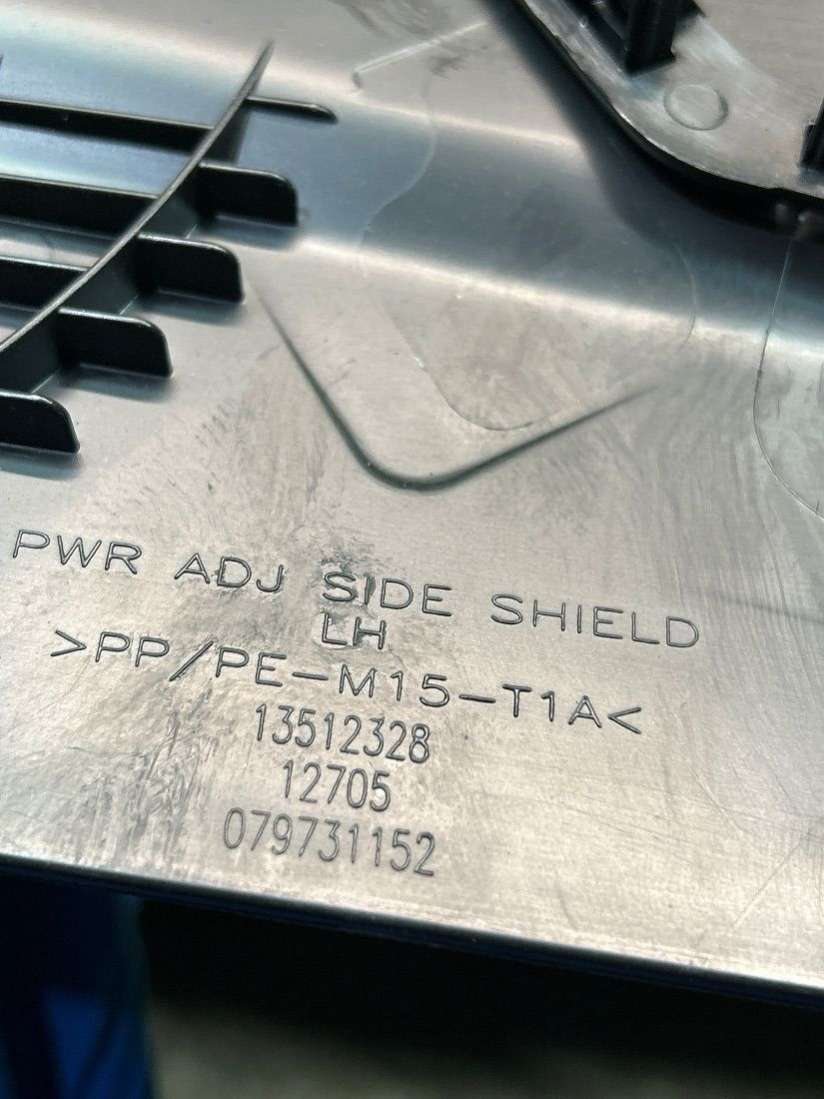 PWR ADJ SIDE SHIELD
LH
>PP/PE-M15-T1A<
13512328
12705
079731152